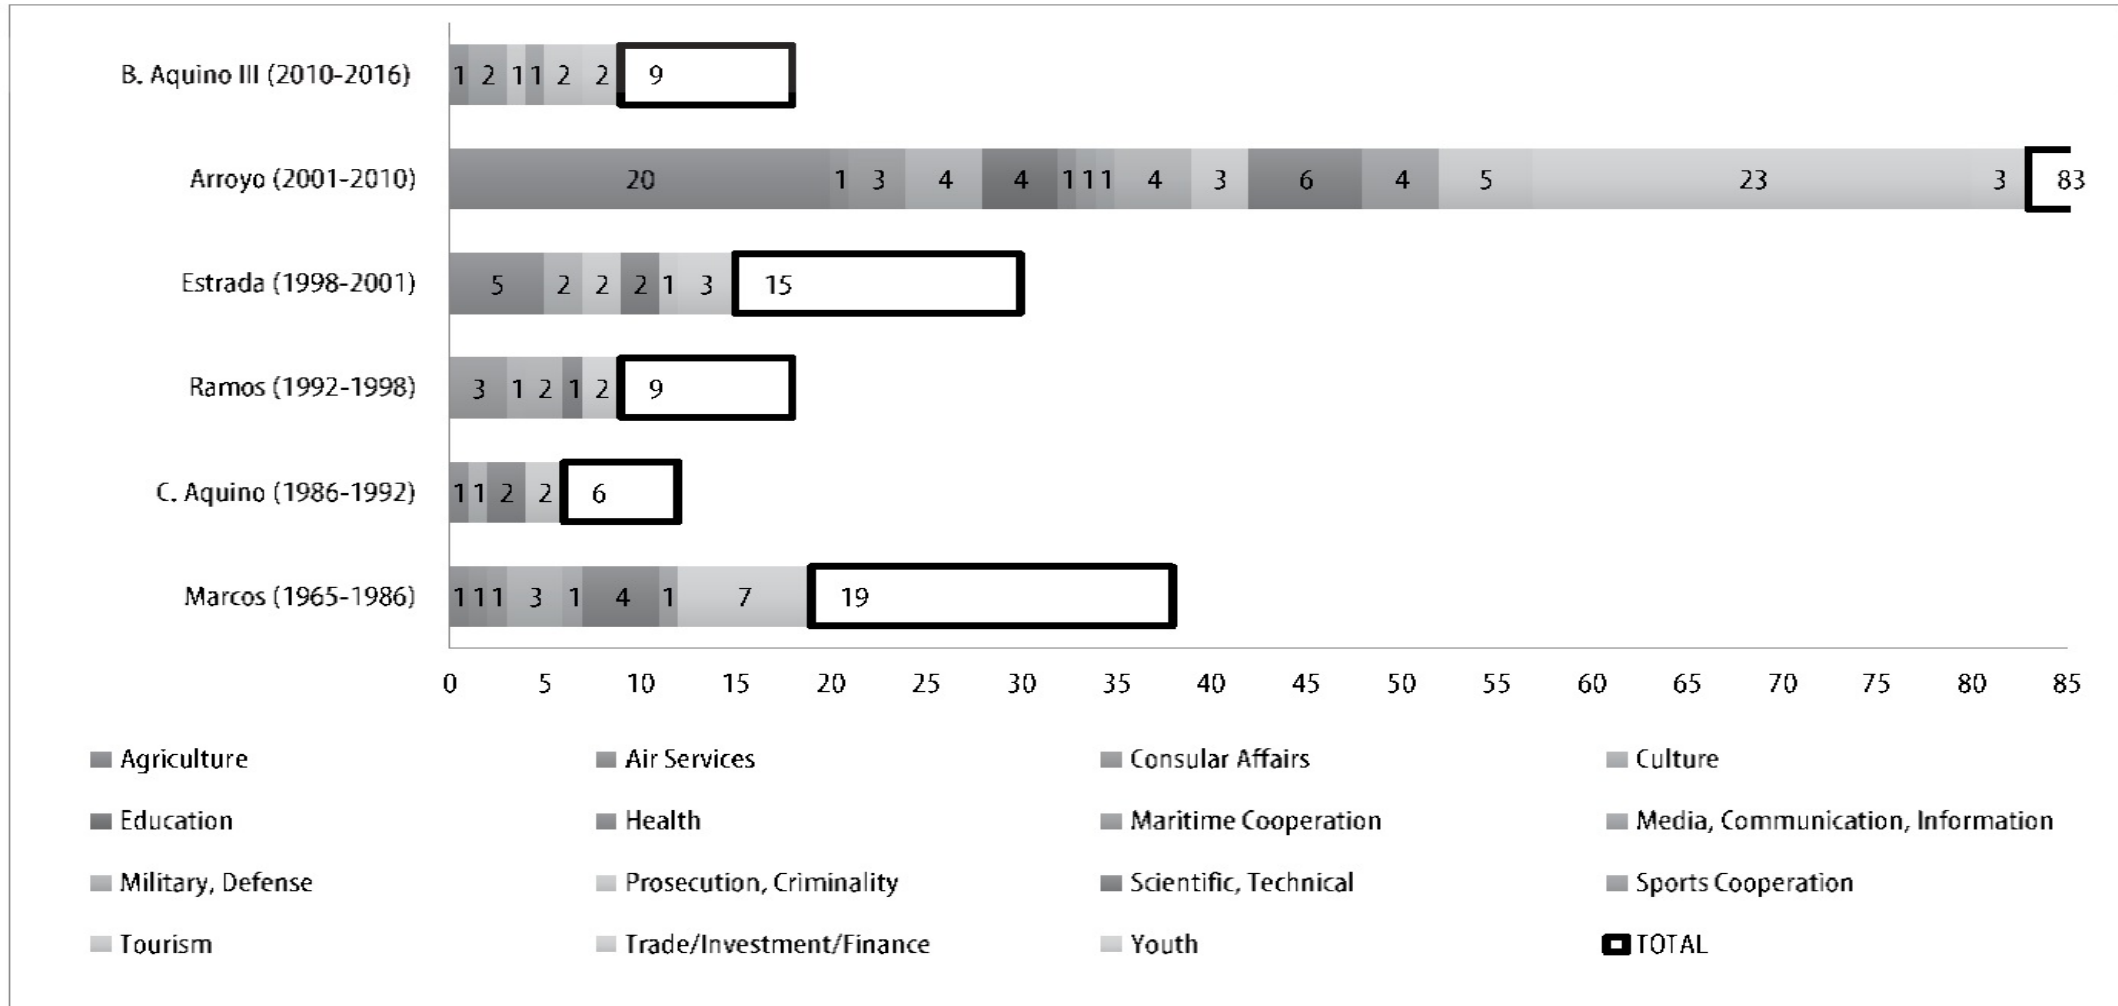 B. Aquino III (2010-2016) 1 2 1 1 2 2 9
Arroyo (2001-2010) 20 1 3 4 4 1 1 1 4 3 6 4 5 23 3 83
Estrada (1998-2001) 5 2 2 2 1 3 15
Ramos (1992-1998) 3 1 2 1 2 9
C. Aquino (1986-1992) 1 1 2 2 6
Marcos (1965-1986) 1 1 1 3 1 4 1 7 19
0 5 10 15 20 25 30 35 40 45 50 55 60 65 70 75 80 85
Agriculture Air Services Consular Affairs Culture
Education Health Maritime Cooperation Media, Communication, Information
Military, Defense Prosecution, Criminality Scientific, Technical Sports Cooperation
Tourism Trade/Investment/Finance Youth TOTAL